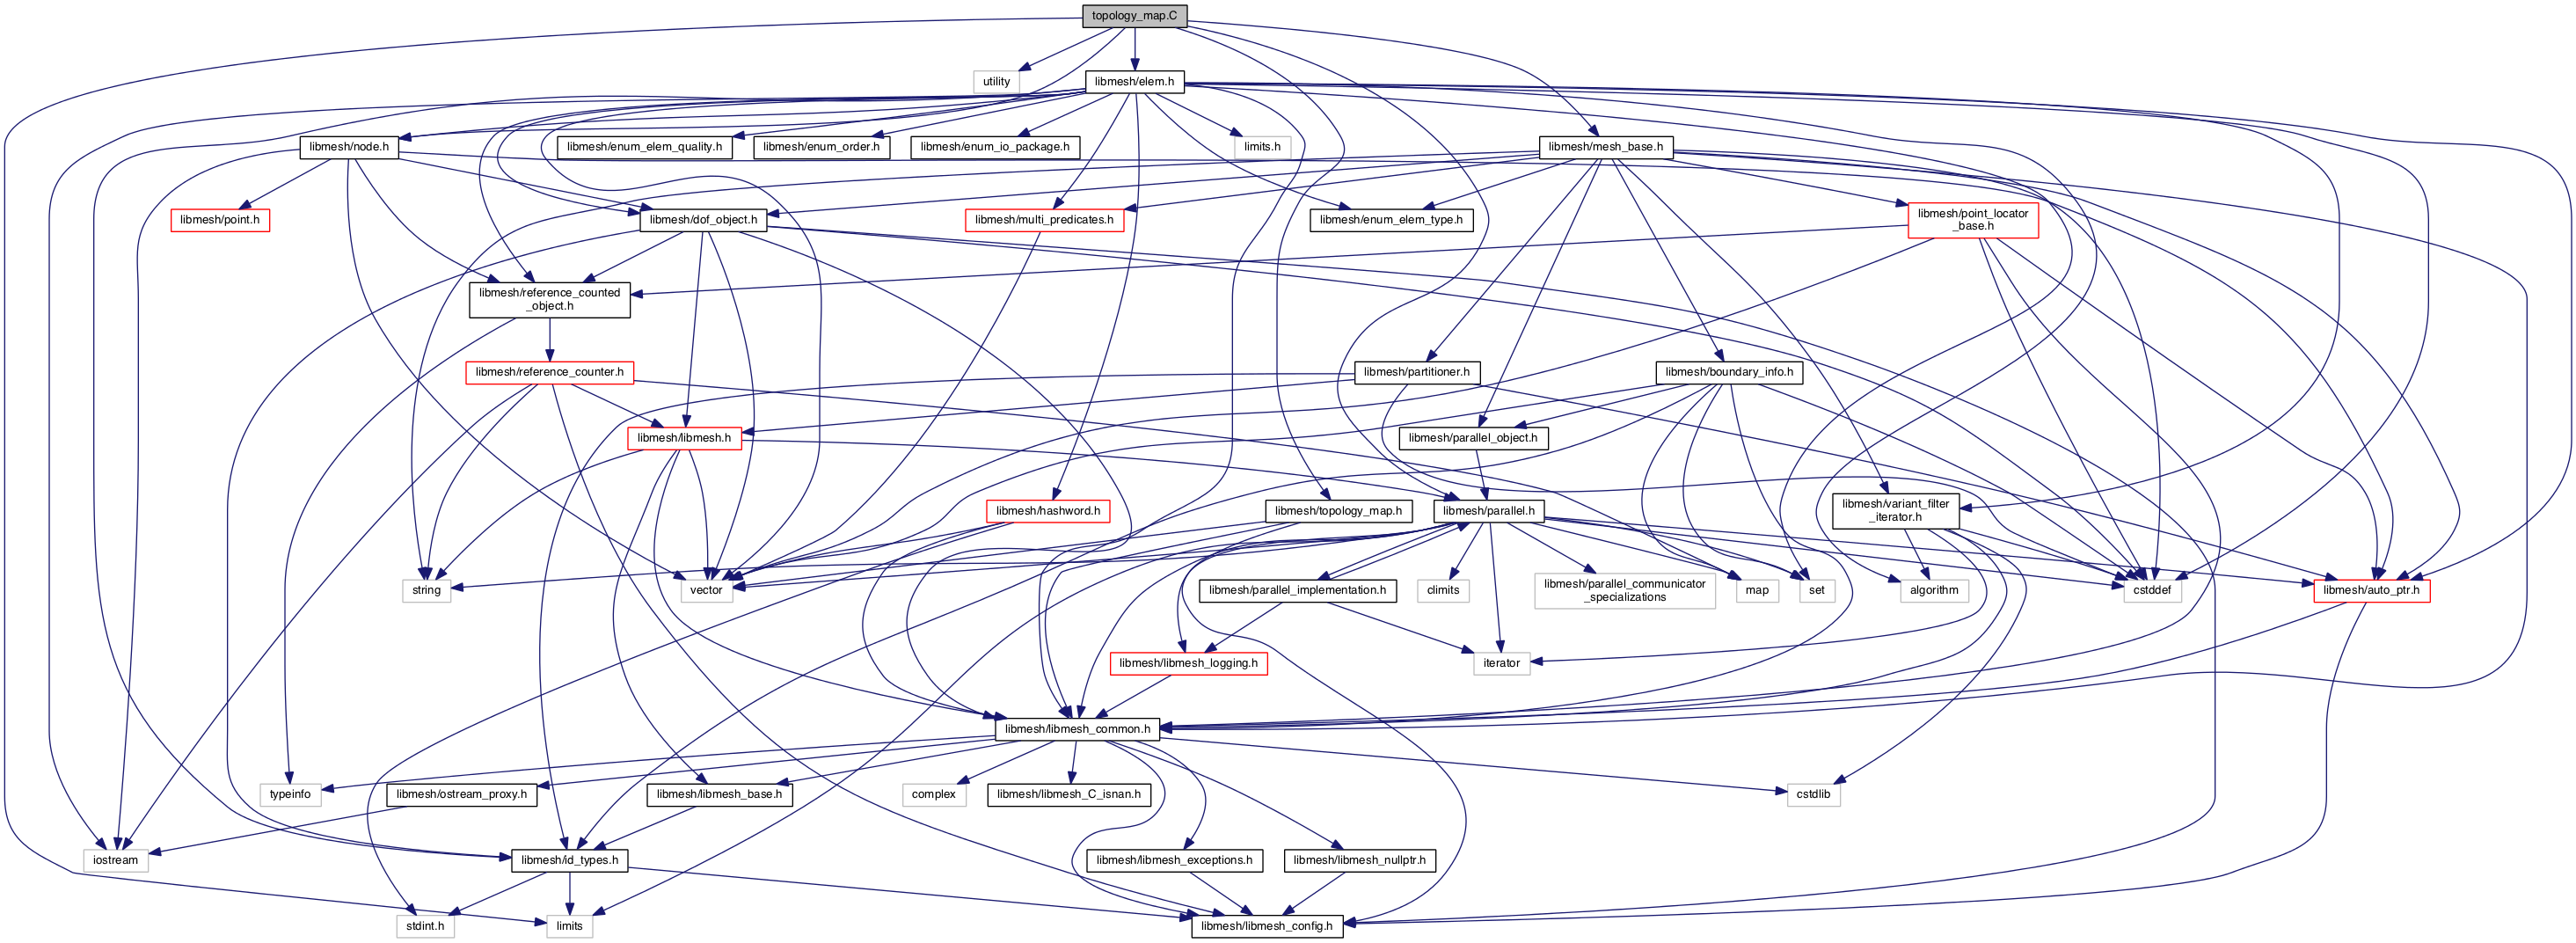 topology_map.C
utility
libmesh/elem.h
libmesh/node.h
libmesh/enum_elem_quality.h
libmesh/enum_order.h
libmesh/enum_io_package.h
limits.h
libmesh/mesh_base.h
libmesh/point.h
libmesh/dof_object.h
libmesh/multi_predicates.h
libmesh/enum_elem_type.h
libmesh/point_locator
_base.h
libmesh/reference_counted
_object.h
libmesh/reference_counter.h
libmesh/partitioner.h
libmesh/boundary_info.h
libmesh/libmesh.h
libmesh/parallel_object.h
libmesh/hashword.h
libmesh/topology_map.h
libmesh/parallel.h
libmesh/variant_filter
_iterator.h
string
vector
libmesh/parallel_implementation.h
climits
libmesh/parallel_communicator
_specializations
map
set
algorithm
cstddef
libmesh/auto_ptr.h
libmesh/libmesh_logging.h
iterator
libmesh/libmesh_common.h
typeinfo
libmesh/ostream_proxy.h
libmesh/libmesh_base.h
complex
libmesh/libmesh_C_isnan.h
cstdlib
iostream
libmesh/id_types.h
libmesh/libmesh_exceptions.h
libmesh/libmesh_nullptr.h
stdint.h
limits
libmesh/libmesh_config.h